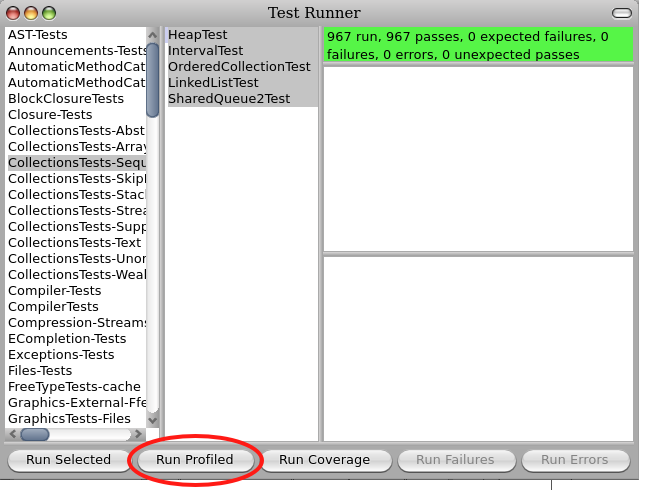 Test Runner
AST-Tests
Announcements-Tests
AutomaticMethodCat
AutomaticMethodCat
BlockClosureTests
Closure-Tests
CollectionsTests-Abst
CollectionsTests-Array
CollectionsTests-Sequ
CollectionsTests-Skipl
CollectionsTests-Stac
CollectionsTests-Strea
CollectionsTests-Supp
CollectionsTests-Text
CollectionsTests-Unor
CollectionsTests-Weal
Compiler-Tests
CompilerTests
Compression-Streams
ECompletion-Tests
Exceptions-Tests
Files-Tests
FreeTypeTests-cache
Graphics-External-Ffe
GraphicsTests-Files
HeapTest
IntervalTest
OrderedCollectionTest
LinkedListTest
SharedQueue2Test
967 run, 967 passes, 0 expected failures, 0
failures, 0 errors, 0 unexpected passes
Run Selected
Run Profiled
Run Coverage
Run Failures
Run Errors